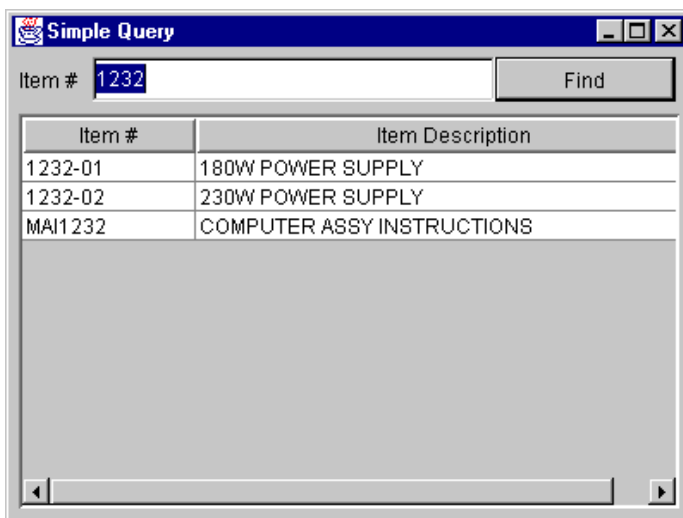 Simple Query
Item # 1232 Find
Item # Item Description
1232-01 180W POWER SUPPLY
1232-02 230W POWER SUPPLY
MAI1232 COMPUTER ASSY INSTRUCTIONS